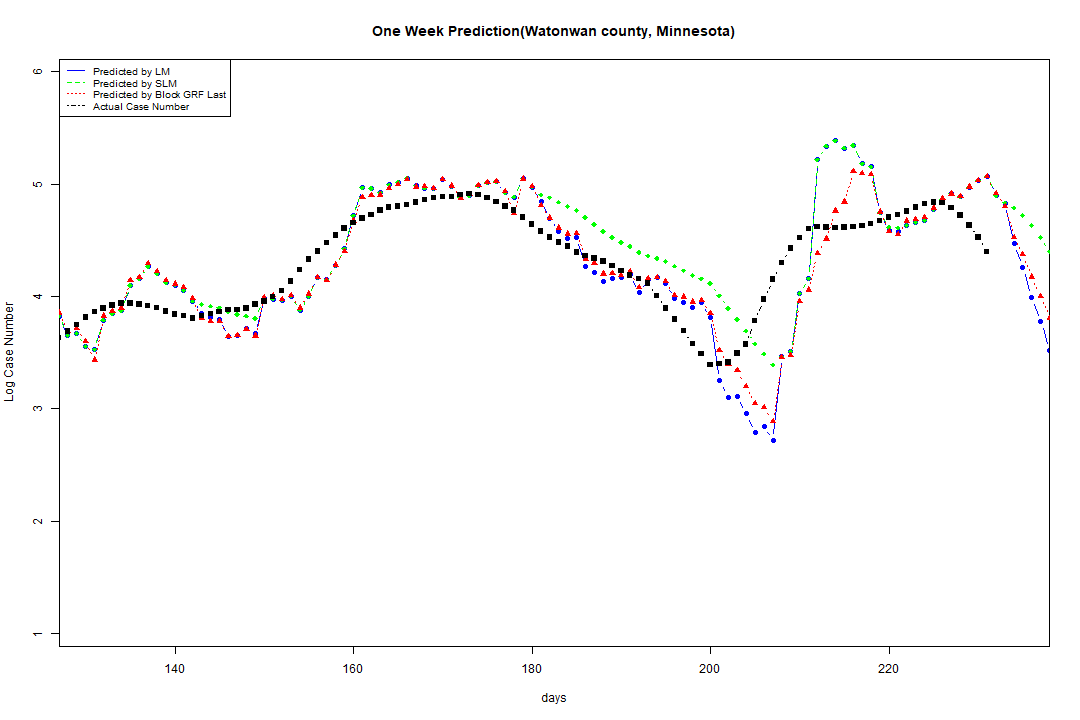 One Week Prediction(Watonwan county, Minnesota)
Predicted by LM
Predicted by SLM
Predicted by Block GRF Last
Actual Case Number
Log Case Number
6
5
4
3
2
1
140 160 180 200 220
days